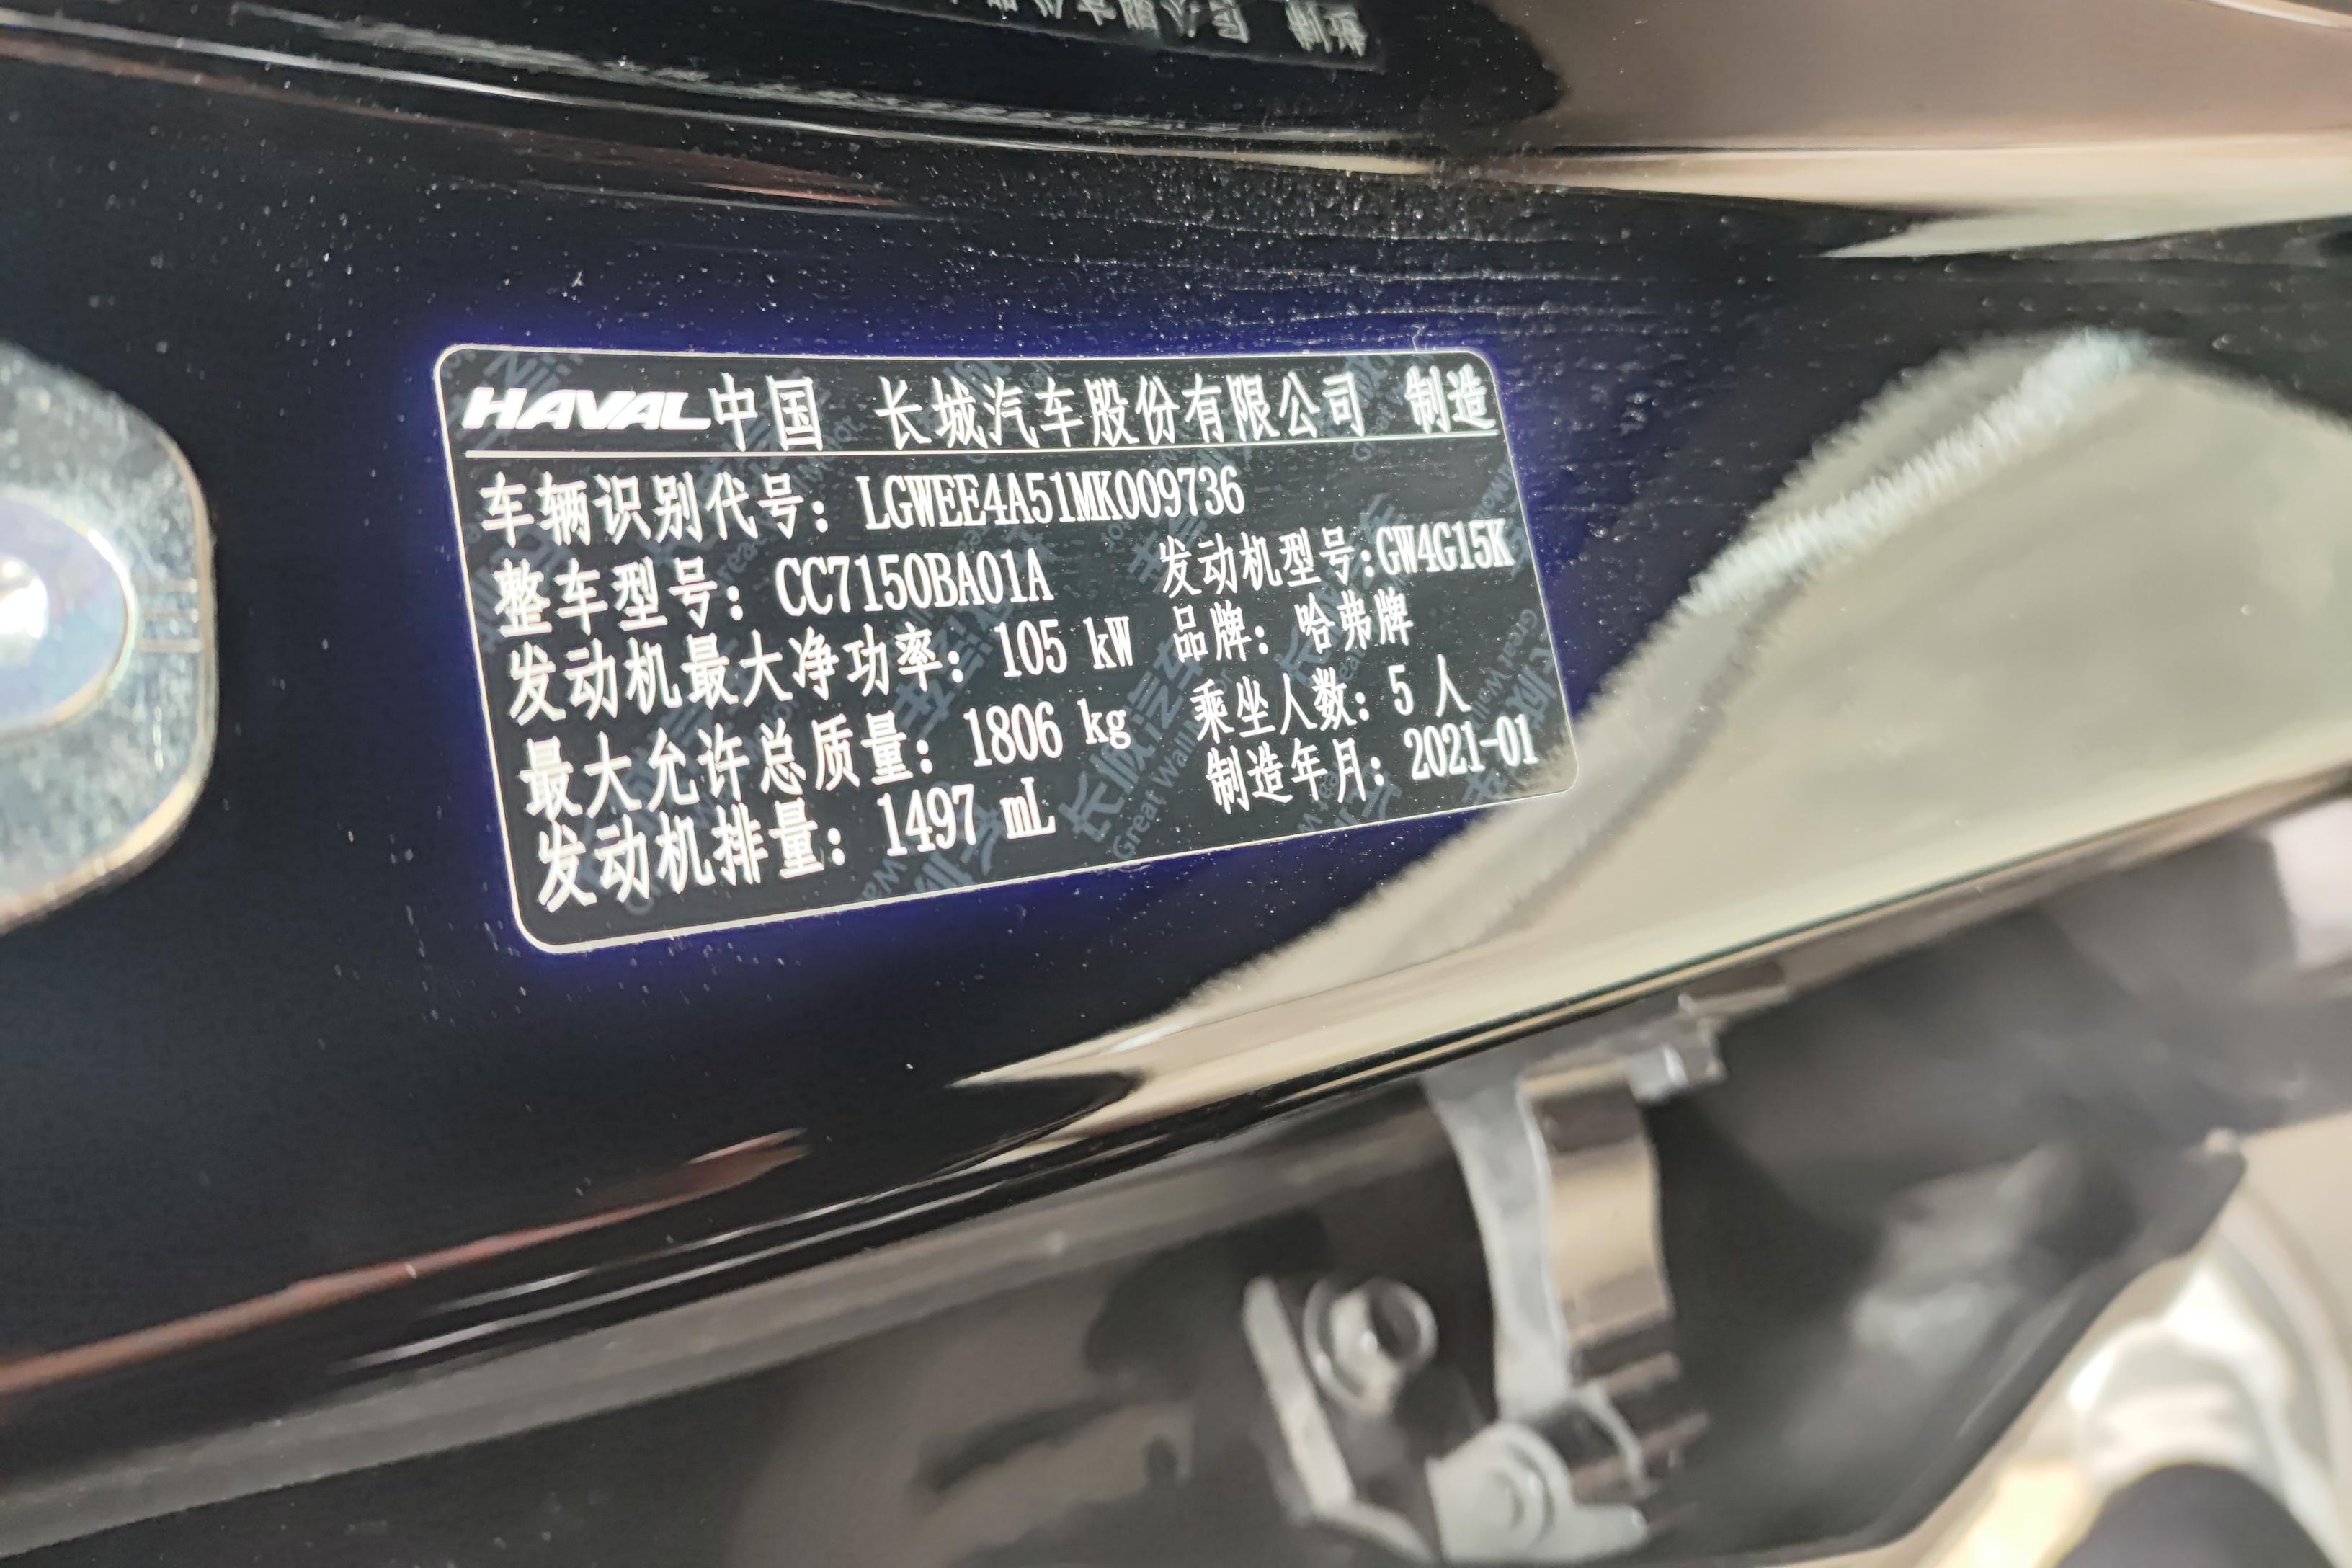 HAVAL中国 长城汽车股份有限公司 制造
车辆识别代号：LGWEE4A51MK009736
整车型号：CC7150BA01A 发动机型号:GW4G15K
发动机最大净功率：105 kW 品牌：哈弗牌
最大允许总质量：1806 kg 乘坐人数：5 人
发动机排量：1497 mL 制造年月：2021-01